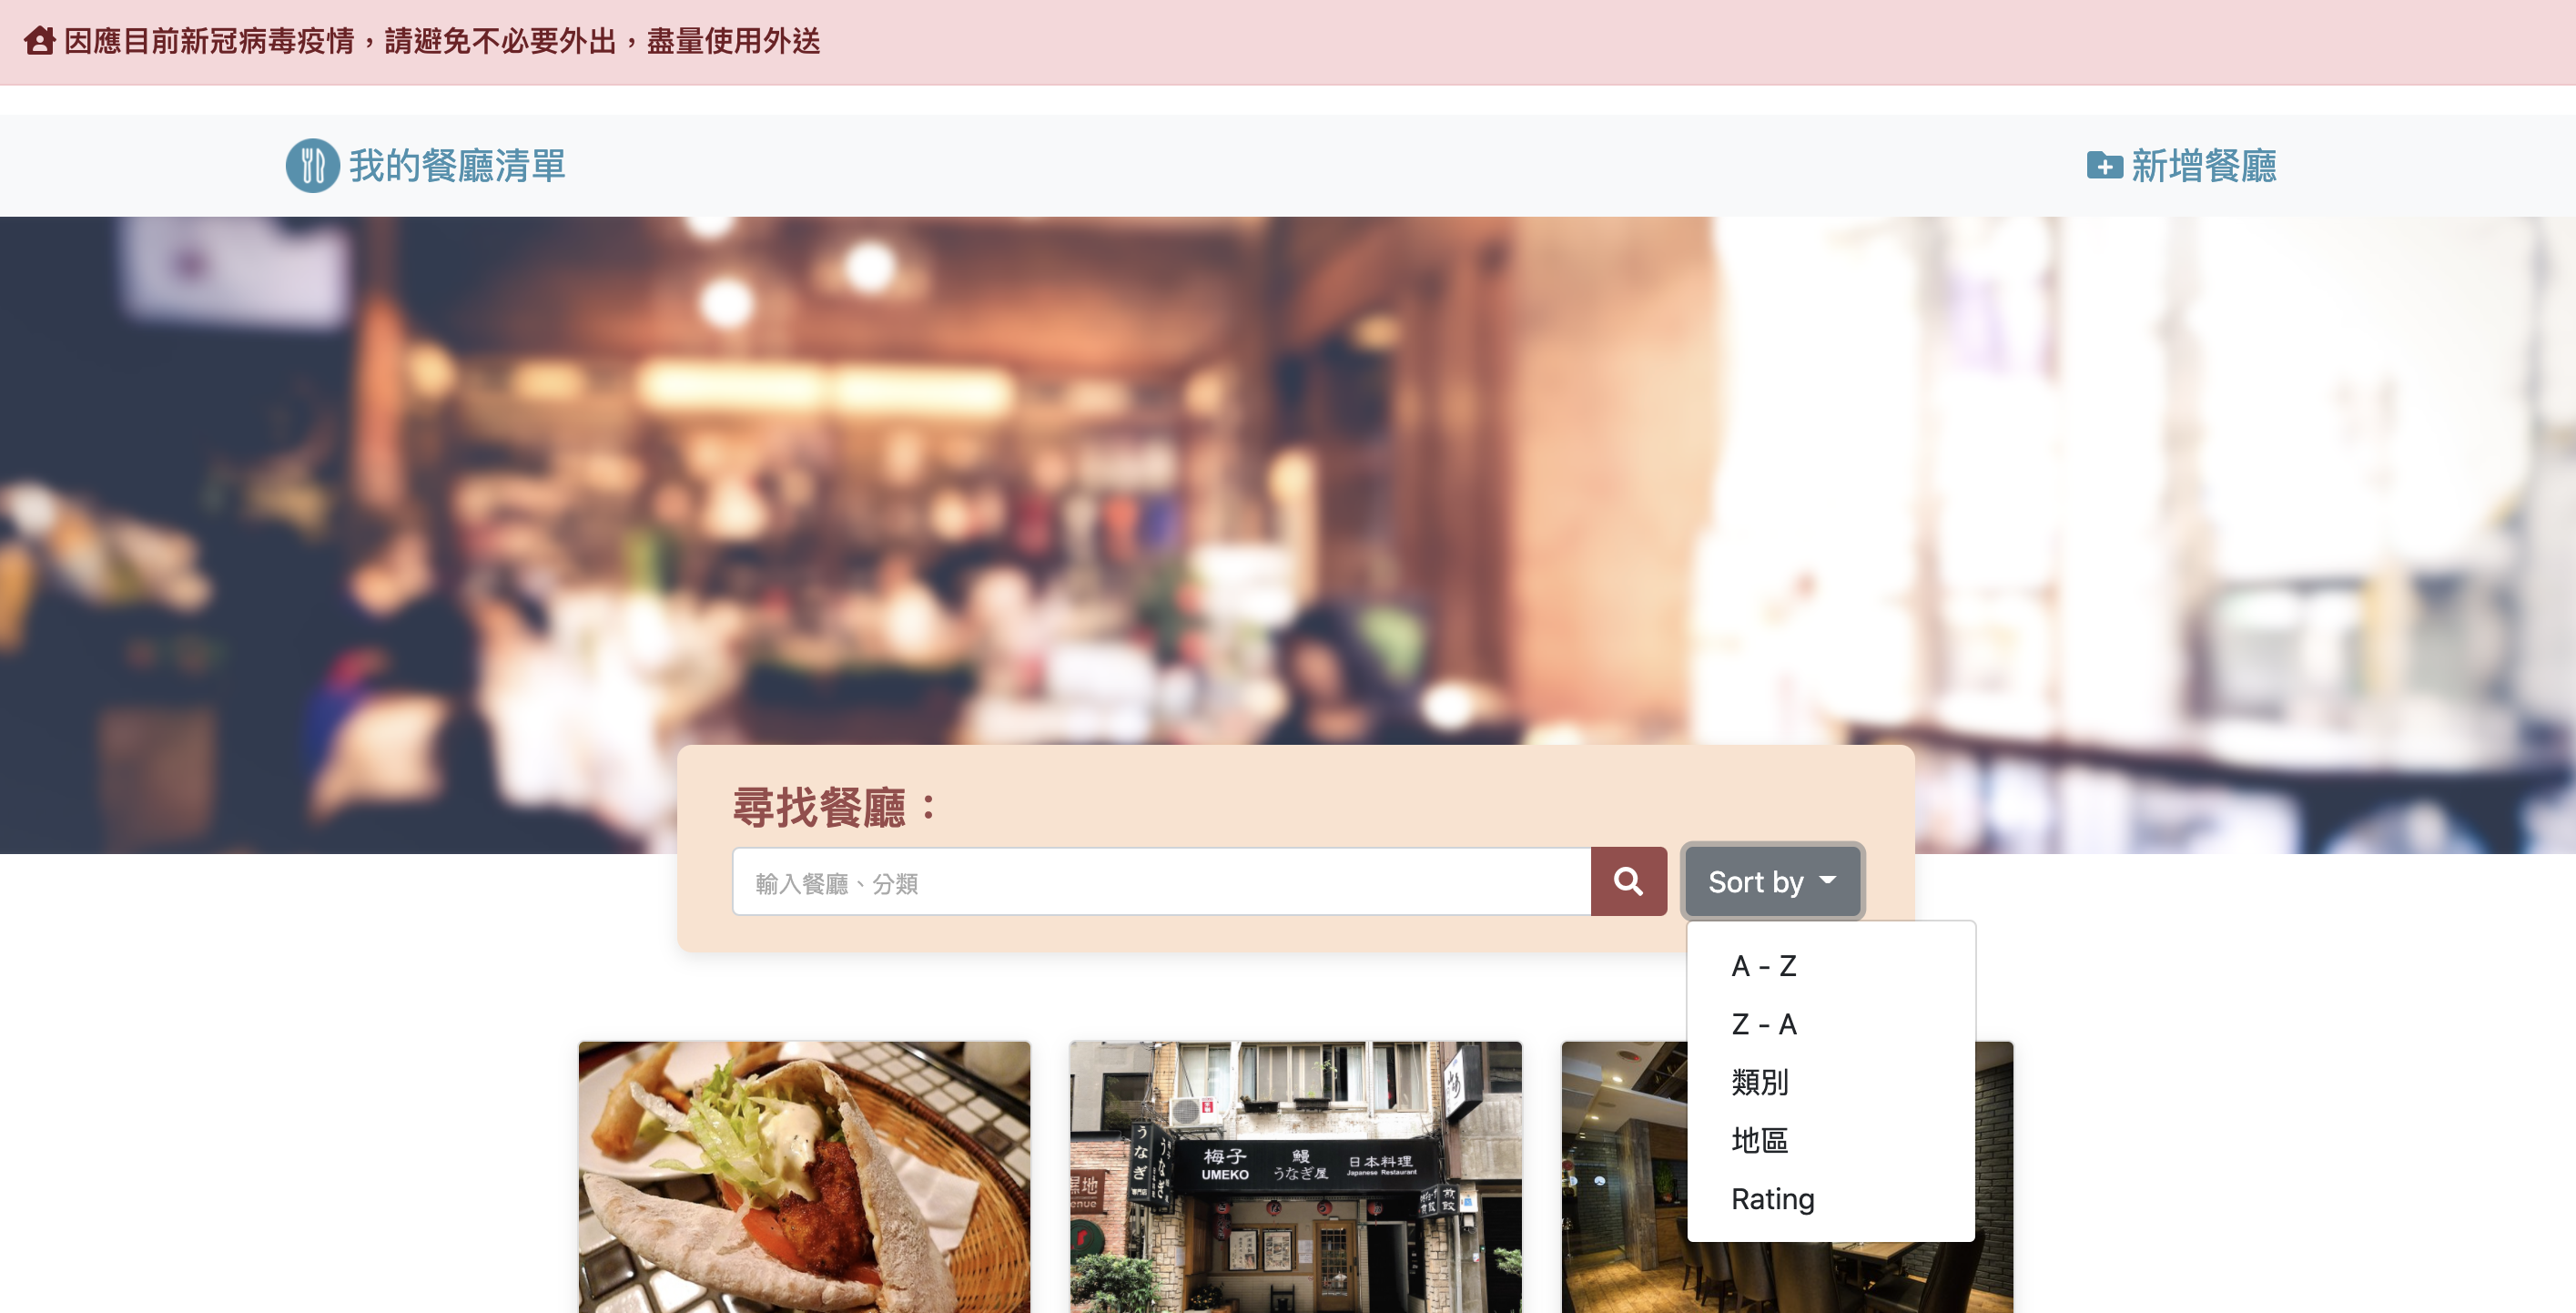 因應目前新冠病毒疫情，請避免不必要外出，盡量使用外送
我的餐廳清單
新增餐廳
尋找餐廳：
輸入餐廳、分類
Sort by
A - Z
Z - A
類別
地區
Rating
うなぎ
梅子
UMEKO
鰻
うなぎ屋
日本料理
Japanese Restaurant